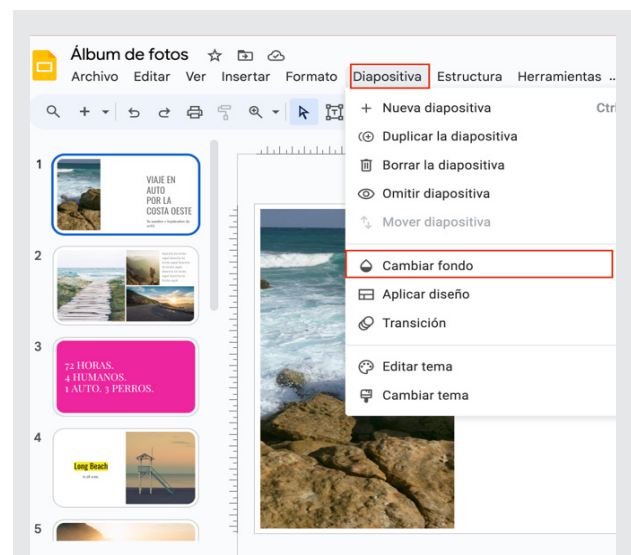 Álbum de fotos
Archivo Editar Ver Insertar Formato Diapositiva Estructura Herramientas ..
+ Nueva diapositiva Ctr
Duplicar la diapositiva
Borrar la diapositiva
Omitir diapositiva
Mover diapositiva
Cambiar fondo
Aplicar diseño
Transición
Editar tema
Cambiar tema
1
VIAJE EN
AUTO
POR LA
COSTA OESTE
2
3
72 HORAS.
4 HUMANOS.
1 AUTO. 3 PERROS.
4
Long Beach
5